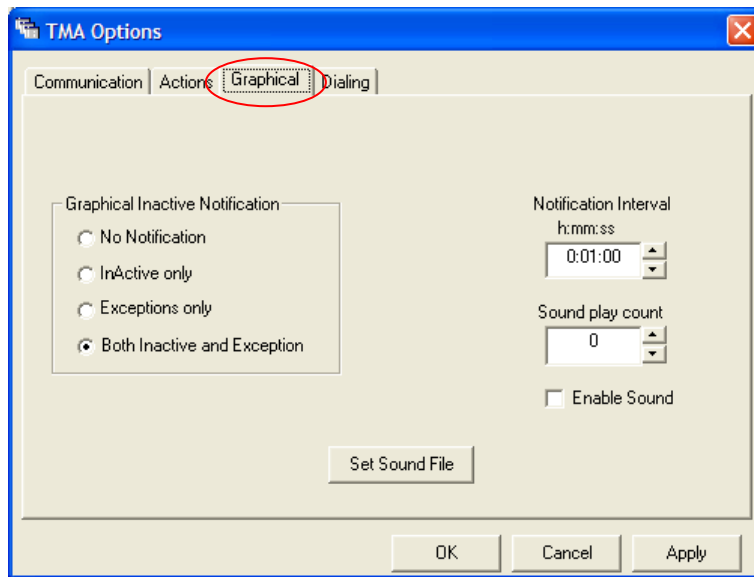 TMA Options
Communication Actions Graphical Dialing
Graphical Inactive Notification
No Notification
InActive only
Exceptions only
Both Inactive and Exception
Notification Interval
h:mm:ss
0:01:00
Sound play count
0
Enable Sound
Set Sound File
OK Cancel Apply